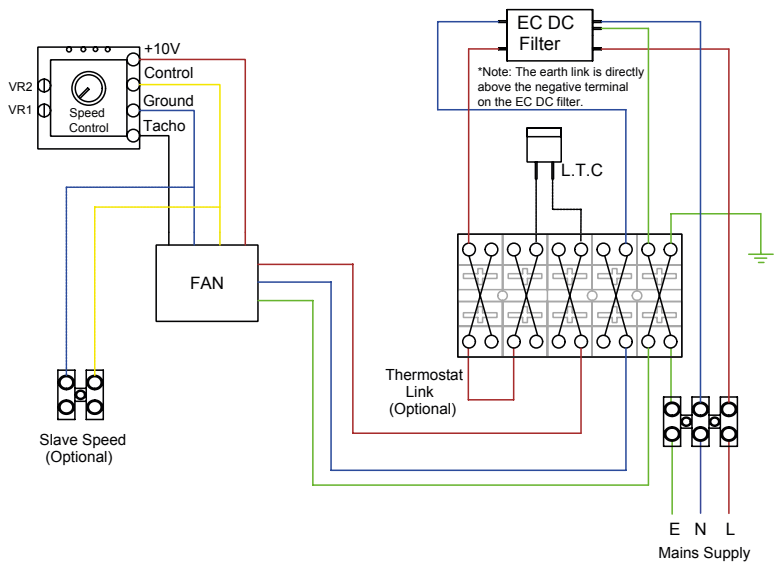 +10V
Control
Ground
Tacho
VR2
VR1
Speed
Control
EC DC
Filter
*Note: The earth link is directly
above the negative terminal
on the EC DC filter.
L.T.C
FAN
Thermostat
Link
(Optional)
Slave Speed
(Optional)
E N L
Mains Supply